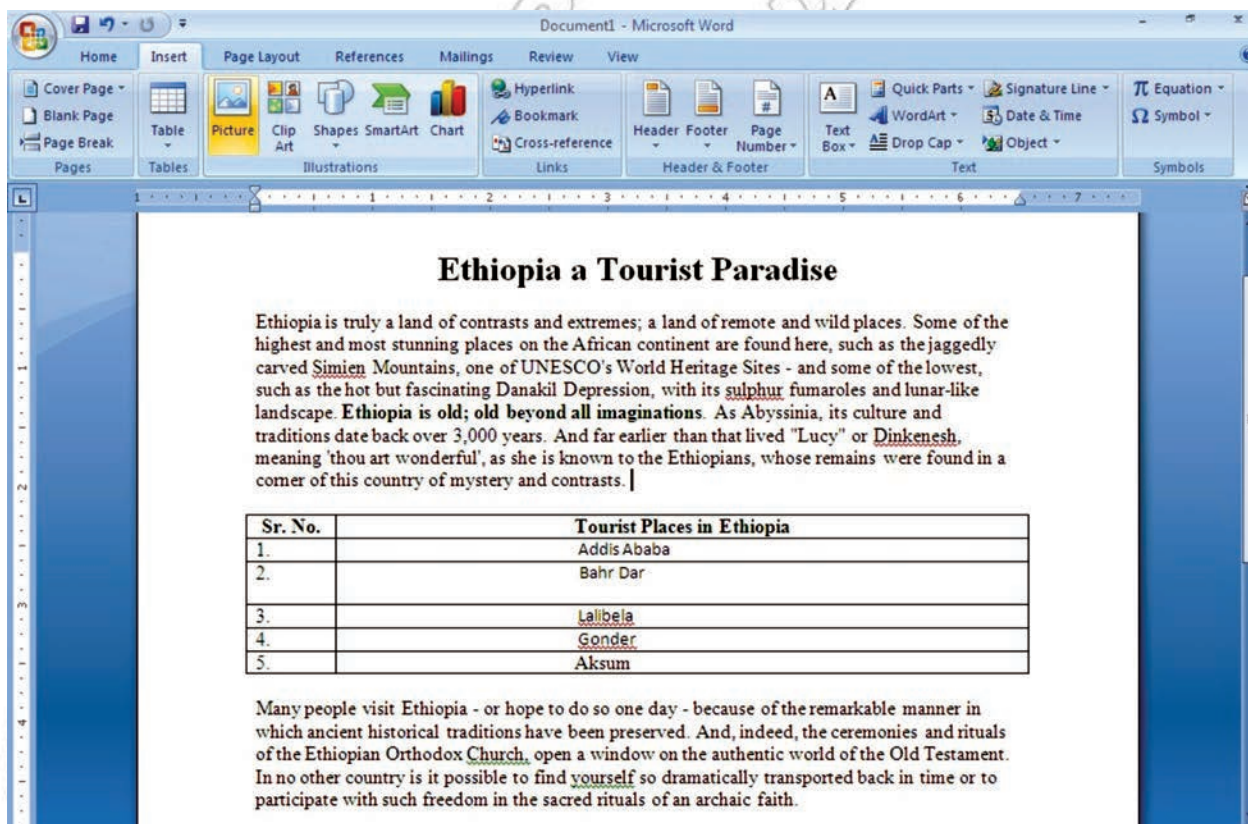 Document1 - Microsoft Word
Home Insert Page Layout References Mailings Review View
Cover Page
Blank Page
Page Break
Pages
Table
Tables
Picture
Clip Art
Shapes
SmartArt
Chart
Illustrations
Hyperlink
Bookmark
Cross-reference
Links
Header
Footer
Page Number
Header & Footer
Text Box
Quick Parts
WordArt
Drop Cap
Signature Line
Date & Time
Object
Text
Equation
Symbol
Symbols
L
1 1 2 3 4 5 6 7
Ethiopia a Tourist Paradise
Ethiopia is truly a land of contrasts and extremes; a land of remote and wild places. Some of the
highest and most stunning places on the African continent are found here, such as the jaggedly
carved Simien Mountains, one of UNESCO's World Heritage Sites - and some of the lowest,
such as the hot but fascinating Danakil Depression, with its sulphur fumaroles and lunar-like
landscape. Ethiopia is old; old beyond all imaginations. As Abyssinia, its culture and
traditions date back over 3,000 years. And far earlier than that lived "Lucy" or Dinkenesh,
meaning 'thou art wonderful', as she is known to the Ethiopians, whose remains were found in a
corner of this country of mystery and contrasts.
Sr. No. Tourist Places in Ethiopia
1. Addis Ababa
2. Bahr Dar
3. Lalibela
4. Gonder
5. Aksum
Many people visit Ethiopia - or hope to do so one day - because of the remarkable manner in
which ancient historical traditions have been preserved. And, indeed, the ceremonies and rituals
of the Ethiopian Orthodox Church, open a window on the authentic world of the Old Testament.
In no other country is it possible to find yourself so dramatically transported back in time or to
participate with such freedom in the sacred rituals of an archaic faith.
1
2
3
4